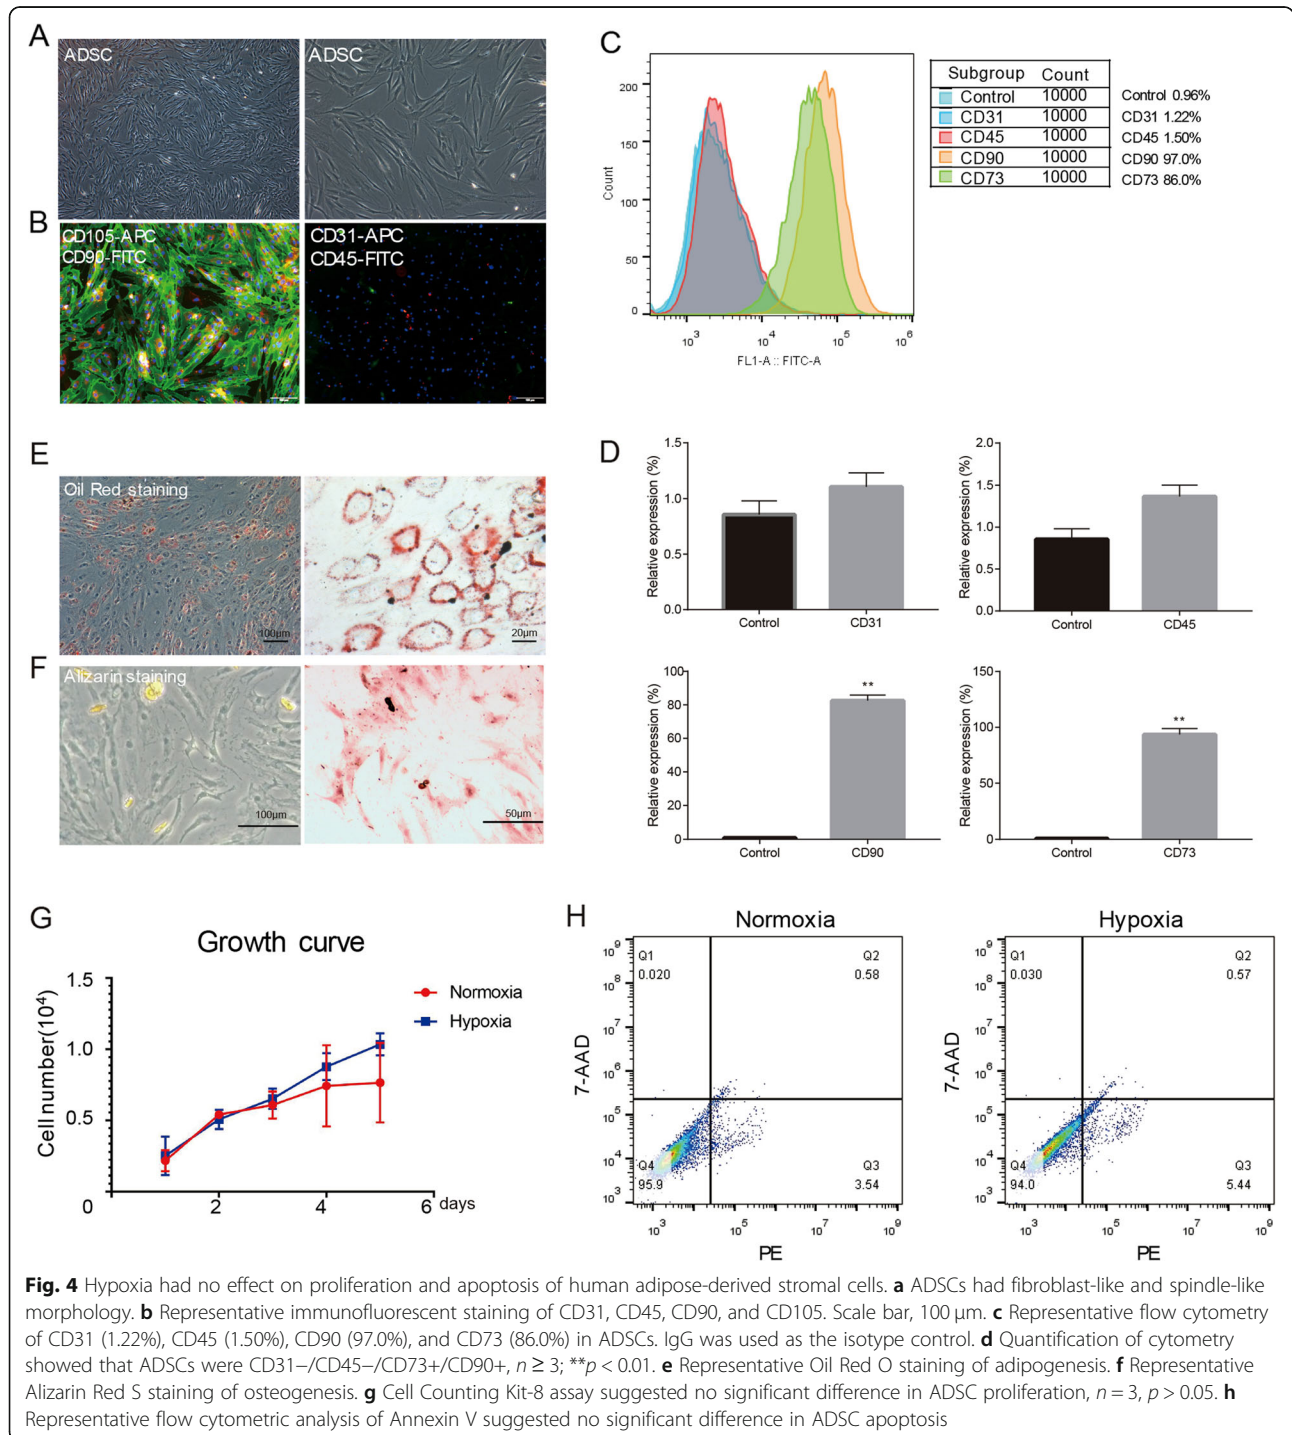 A
ADSC
ADSC
B
CD105-APC
CD90-FITC
CD31-APC
CD45-FITC
C
200
150
100
50
0
Count
10³
10⁴
10⁵
10⁶
FL1-A :: FITC-A
Subgroup Count
Control 10000 Control 0.96%
CD31 10000 CD31 1.22%
CD45 10000 CD45 1.50%
CD90 10000 CD90 97.0%
CD73 10000 CD73 86.0%
E
Oil Red staining
100µm
20µm
F
Alizarin staining
100µm
50µm
D
Relative expression (%)
1.5
1.0
0.5
0.0
Control
CD31
Relative expression (%)
2.0
1.5
1.0
0.5
0.0
Control
CD45
Relative expression (%)
100
80
60
40
20
0
**
Control
CD90
Relative expression (%)
150
100
50
0
**
Control
CD73
G
Growth curve
Cell number(10⁴)
1.5
1.0
0.5
0
2
4
6
days
Normoxia
Hypoxia
H
Normoxia
7-AAD
10⁹
10⁸
10⁷
10⁶
10⁵
10⁴
10³
Q1
0.020
Q2
0.58
Q4
95.9
Q3
3.54
10³
10⁵
10⁷
10⁹
PE
Hypoxia
7-AAD
10⁹
10⁸
10⁷
10⁶
10⁵
10⁴
10³
Q1
0.030
Q2
0.57
Q4
94.0
Q3
5.44
10³
10⁵
10⁷
10⁹
PE
Fig. 4 Hypoxia had no effect on proliferation and apoptosis of human adipose-derived stromal cells. a ADSCs had fibroblast-like and spindle-like
morphology. b Representative immunofluorescent staining of CD31, CD45, CD90, and CD105. Scale bar, 100 µm. c Representative flow cytometry
of CD31 (1.22%), CD45 (1.50%), CD90 (97.0%), and CD73 (86.0%) in ADSCs. IgG was used as the isotype control. d Quantification of cytometry
showed that ADSCs were CD31−/CD45−/CD73+/CD90+, n ≥ 3; **p < 0.01. e Representative Oil Red O staining of adipogenesis. f Representative
Alizarin Red S staining of osteogenesis. g Cell Counting Kit-8 assay suggested no significant difference in ADSC proliferation, n = 3, p > 0.05. h
Representative flow cytometric analysis of Annexin V suggested no significant difference in ADSC apoptosis